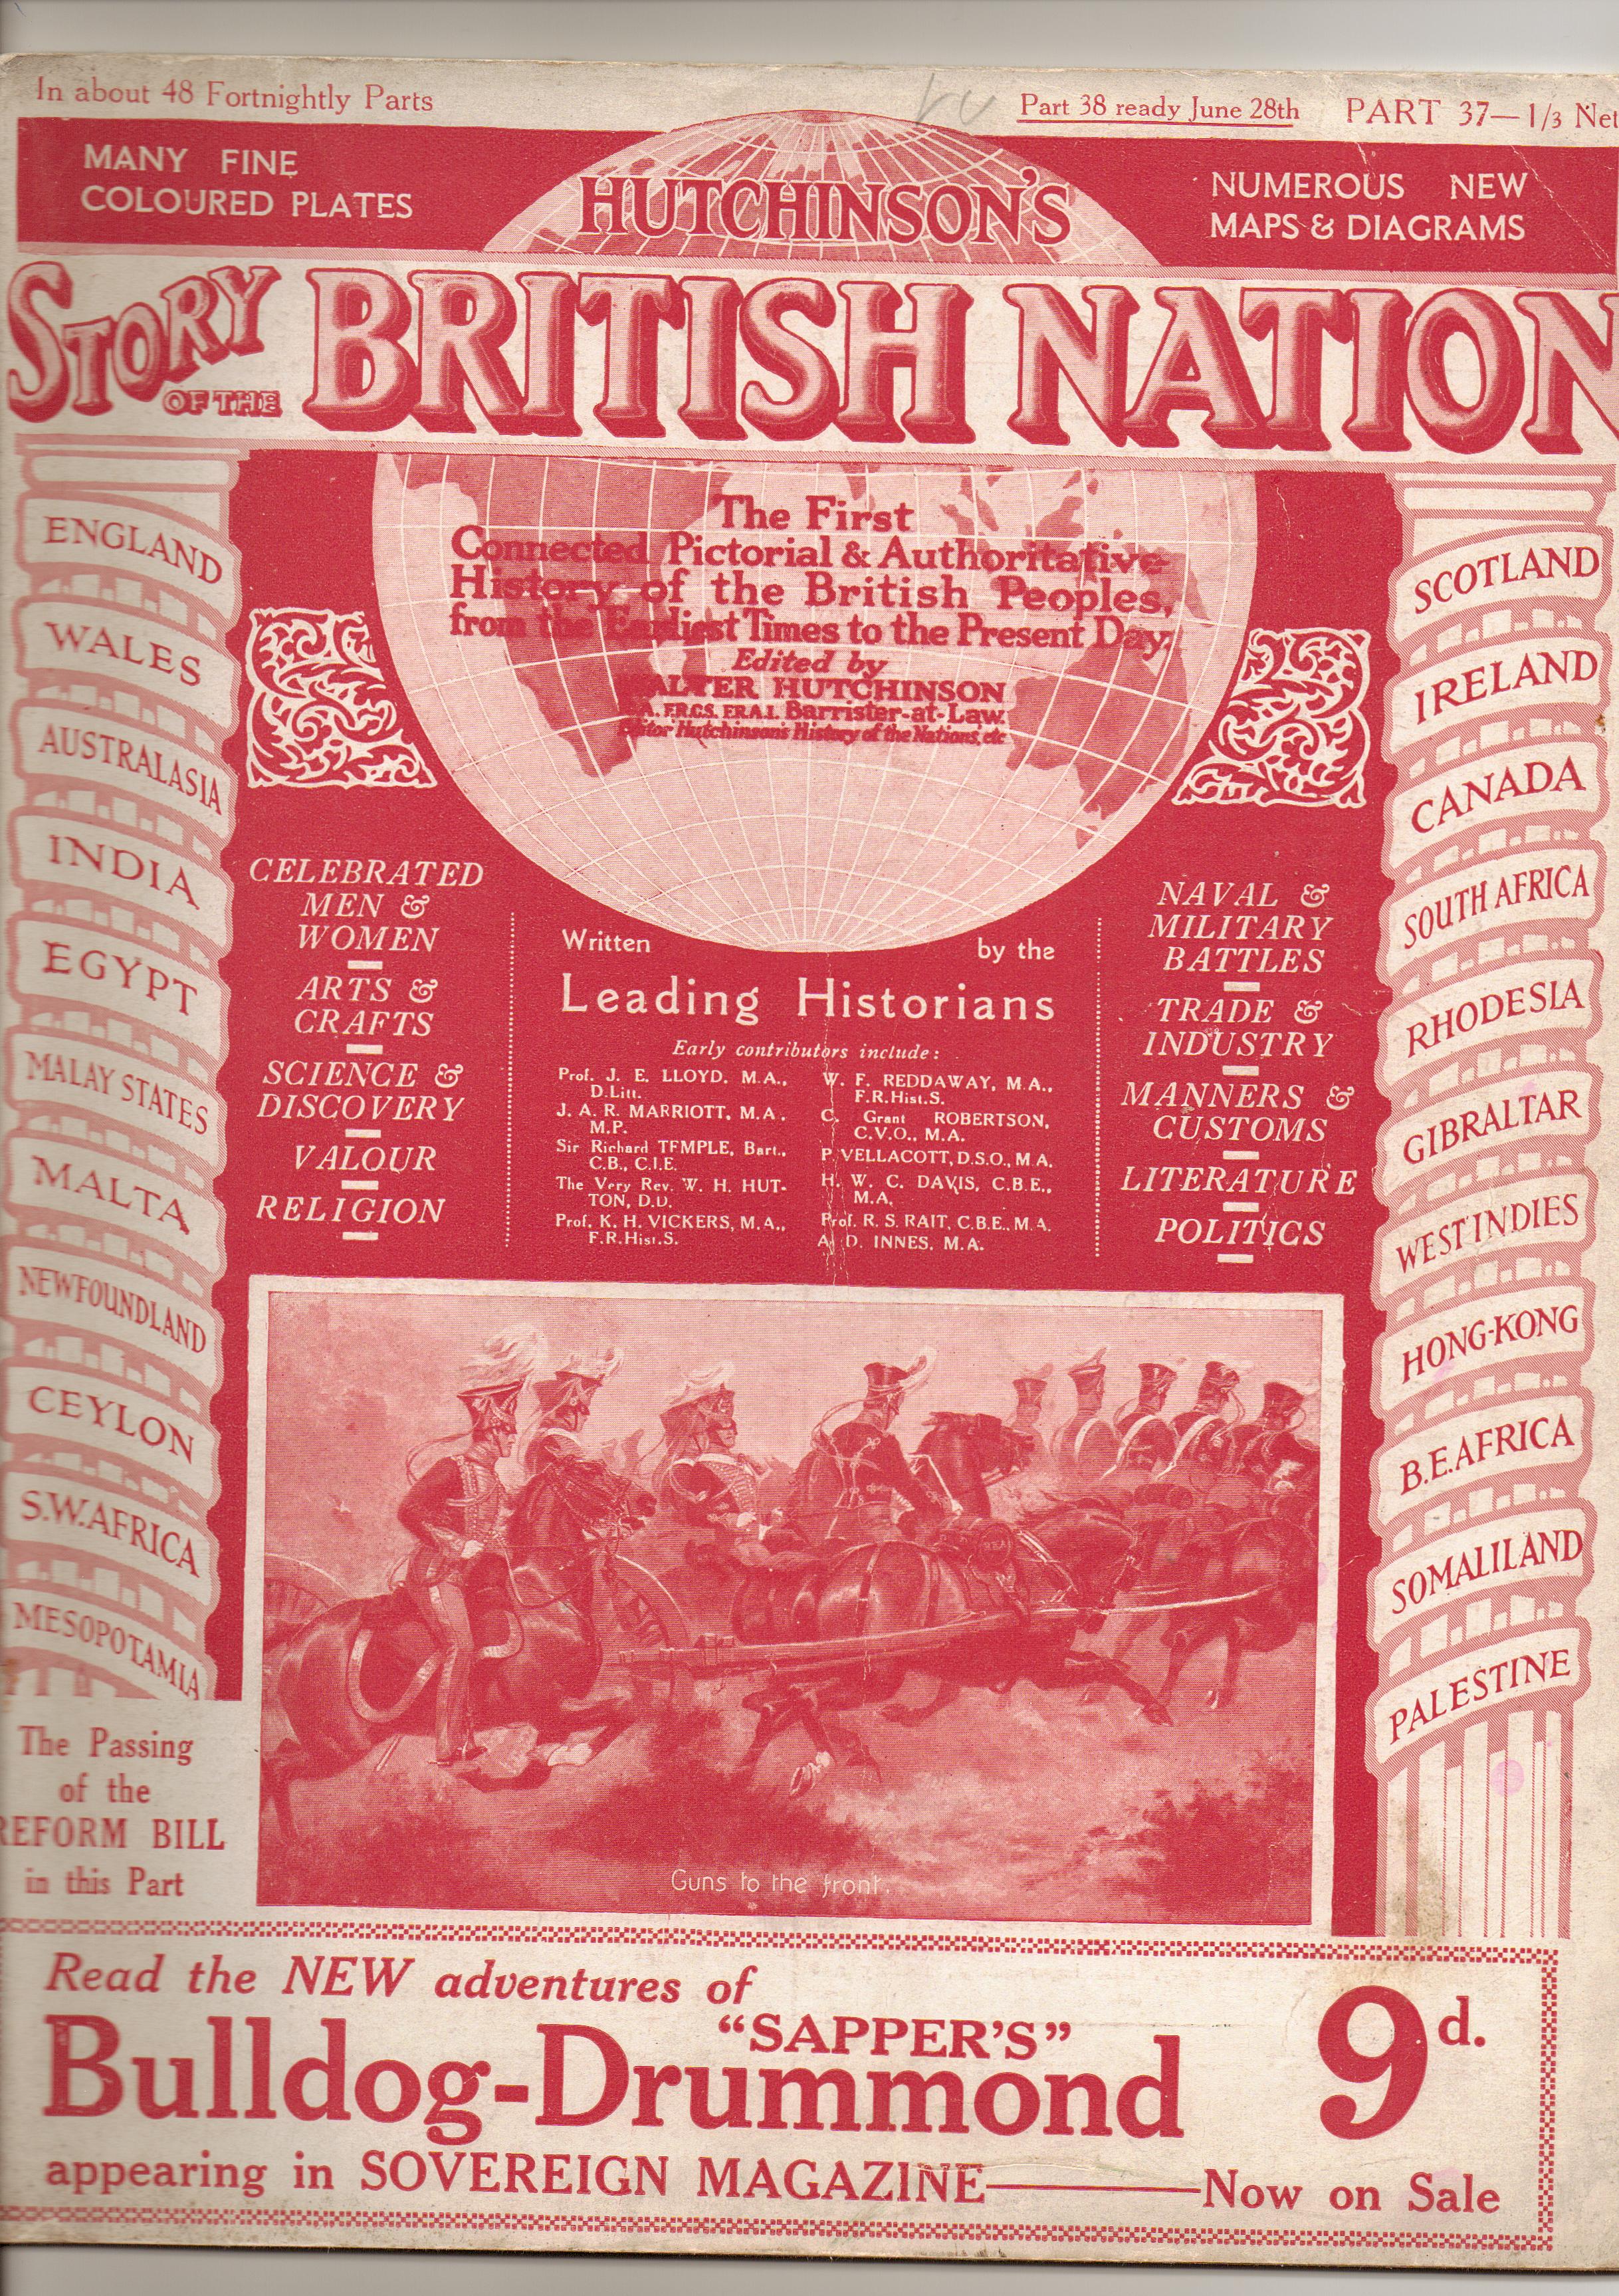 In about 48 Fortnightly Parts
Part 38 ready June 28th
PART 37—1/3 Net
MANY FINE
COLOURED PLATES
HUTCHINSON'S
NUMEROUS NEW
MAPS & DIAGRAMS
STORY
OF THE
BRITISH NATION
ENGLAND
WALES
AUSTRALASIA
INDIA
EGYPT
MALAY STATES
MALTA
NEWFOUNDLAND
CEYLON
S.W.AFRICA
MESOPOTAMIA
The First
Connected Pictorial & Authoritative
History of the British Peoples,
from the Earliest Times to the Present Day.
Edited by
WALTER HUTCHINSON
F.R.G.S. F.R.A.I. Barrister-at-Law.
Editor Hutchinson's History of the Nations, etc
CELEBRATED
MEN &
WOMEN
ARTS &
CRAFTS
SCIENCE &
DISCOVERY
VALOUR
RELIGION
Written by the
Leading Historians
Early contributors include:
Prof. J. E. LLOYD, M.A.,
D.Litt.
J. A. R. MARRIOTT, M.A.,
M.P.
Sir Richard TEMPLE, Bart.,
C.B., C.I.E.
The Very Rev. W. H. HUT-
TON, D.D.
Prof. K. H. VICKERS, M.A.,
F.R.Hist.S.
W. F. REDDAWAY, M.A.,
F.R.Hist.S.
C. Grant ROBERTSON,
C.V.O., M.A.
P. VELLACOTT, D.S.O., M.A.
H. W. C. DAVIS, C.B.E.,
M.A.
Prof. R. S. RAIT, C.B.E., M.A.
A. D. INNES, M.A.
NAVAL &
MILITARY
BATTLES
TRADE &
INDUSTRY
MANNERS &
CUSTOMS
LITERATURE
POLITICS
SCOTLAND
IRELAND
CANADA
SOUTH AFRICA
RHODESIA
GIBRALTAR
WEST INDIES
HONG-KONG
B.E.AFRICA
SOMALILAND
PALESTINE
Guns to the front.
The Passing
of the
REFORM BILL
in this Part
Read the NEW adventures of
"SAPPER'S"
Bulldog-Drummond
9d.
appearing in SOVEREIGN MAGAZINE——Now on Sale